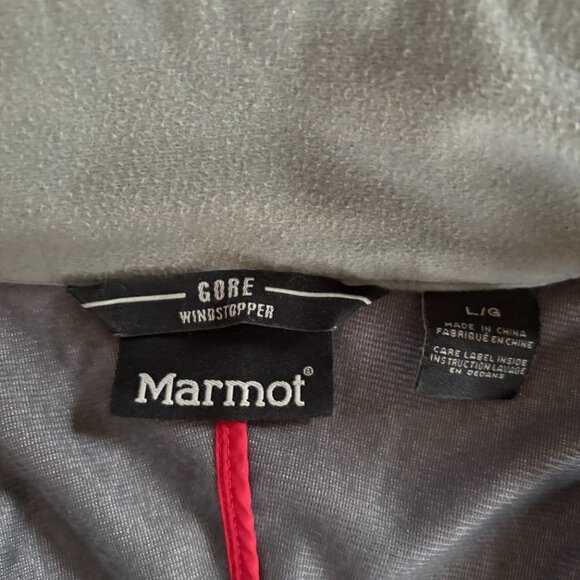 GORE
WINDSTOPPER
Marmot®
L/G
MADE IN CHINA
FABRIQUÉ EN CHINE
CARE LABEL INSIDE
INSTRUCTION LAVAGE
EN DEDANS